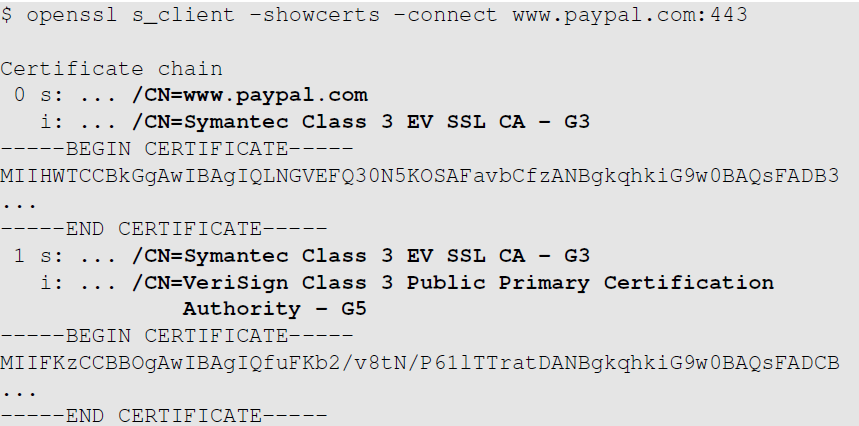 $ openssl s_client -showcerts -connect www.paypal.com:443
Certificate chain
0 s: ... /CN=www.paypal.com
i: ... /CN=Symantec Class 3 EV SSL CA - G3
-----BEGIN CERTIFICATE-----
MIIHWTCCBkGgAwIBAgIQLNGVEFQ30N5KOSAFavbCfzANBgkqhkiG9w0BAQsFADB3
...
-----END CERTIFICATE-----
1 s: ... /CN=Symantec Class 3 EV SSL CA - G3
i: ... /CN=VeriSign Class 3 Public Primary Certification
Authority - G5
-----BEGIN CERTIFICATE-----
MIIFKzCCBBOgAwIBAgIQfuFKb2/v8tN/P61lTTratDANBgkqhkiG9w0BAQsFADCB
...
-----END CERTIFICATE-----